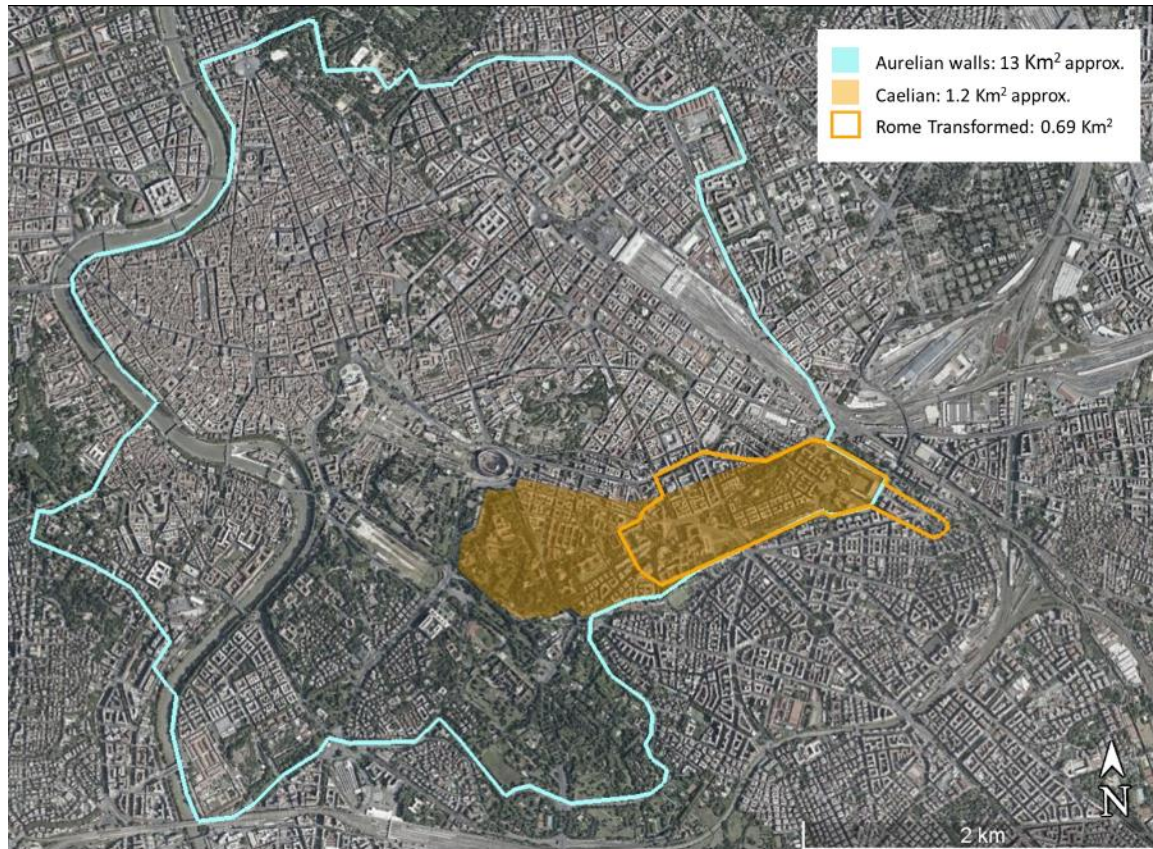 Aurelian walls: 13 Km² approx.
Caelian: 1.2 Km² approx.
Rome Transformed: 0.69 Km²
N
2 km